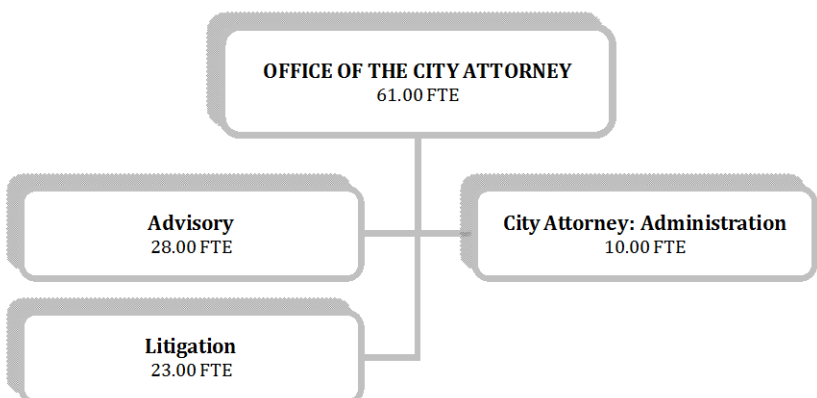 OFFICE OF THE CITY ATTORNEY
61.00 FTE
Advisory
28.00 FTE
City Attorney: Administration
10.00 FTE
Litigation
23.00 FTE